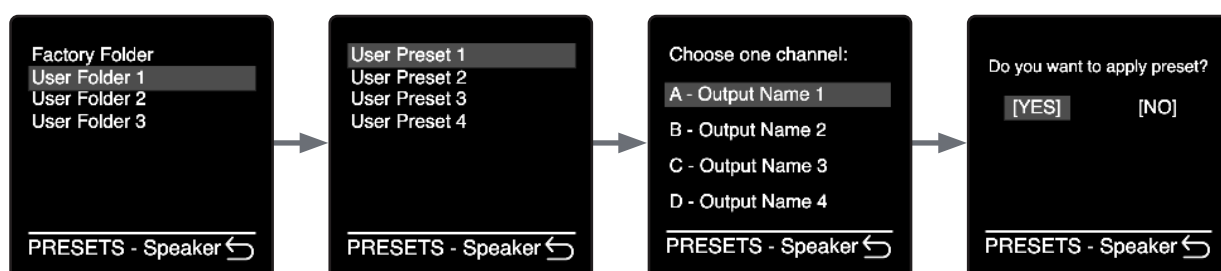 Factory Folder
User Folder 1
User Folder 2
User Folder 3
PRESETS - Speaker
User Preset 1
User Preset 2
User Preset 3
User Preset 4
PRESETS - Speaker
Choose one channel:
A - Output Name 1
B - Output Name 2
C - Output Name 3
D - Output Name 4
PRESETS - Speaker
Do you want to apply preset?
[YES] [NO]
PRESETS - Speaker